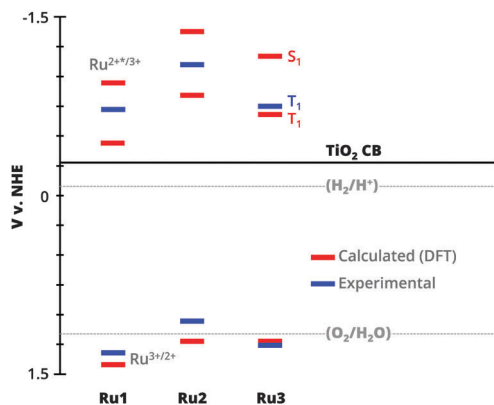 -1.5
Ru²⁺*/³⁺
S₁
T₁
T₁
TiO₂ CB
(H₂/H⁺)
0
V v. NHE
Calculated (DFT)
Experimental
(O₂/H₂O)
Ru³⁺/²⁺
1.5
Ru1 Ru2 Ru3